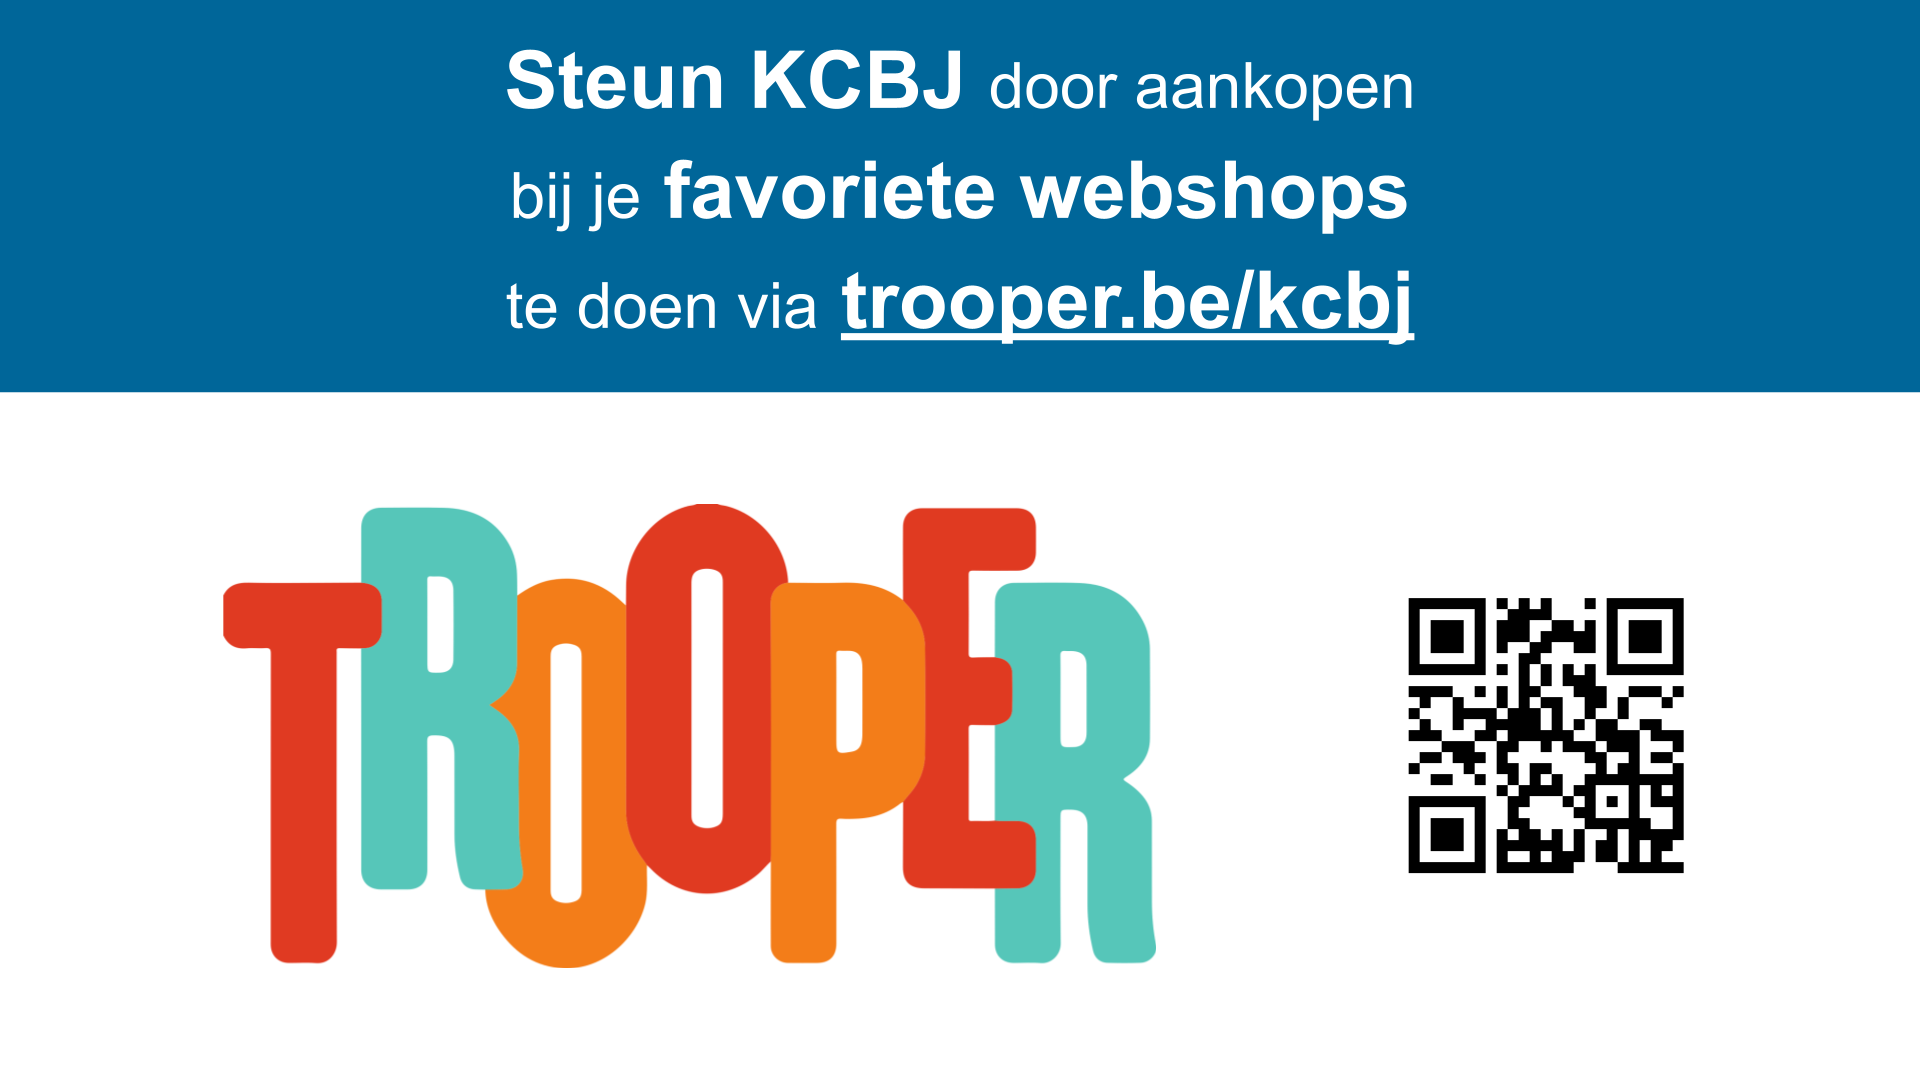 Steun KCBJ door aankopen
bij je favoriete webshops
te doen via trooper.be/kcbj
TROOPER